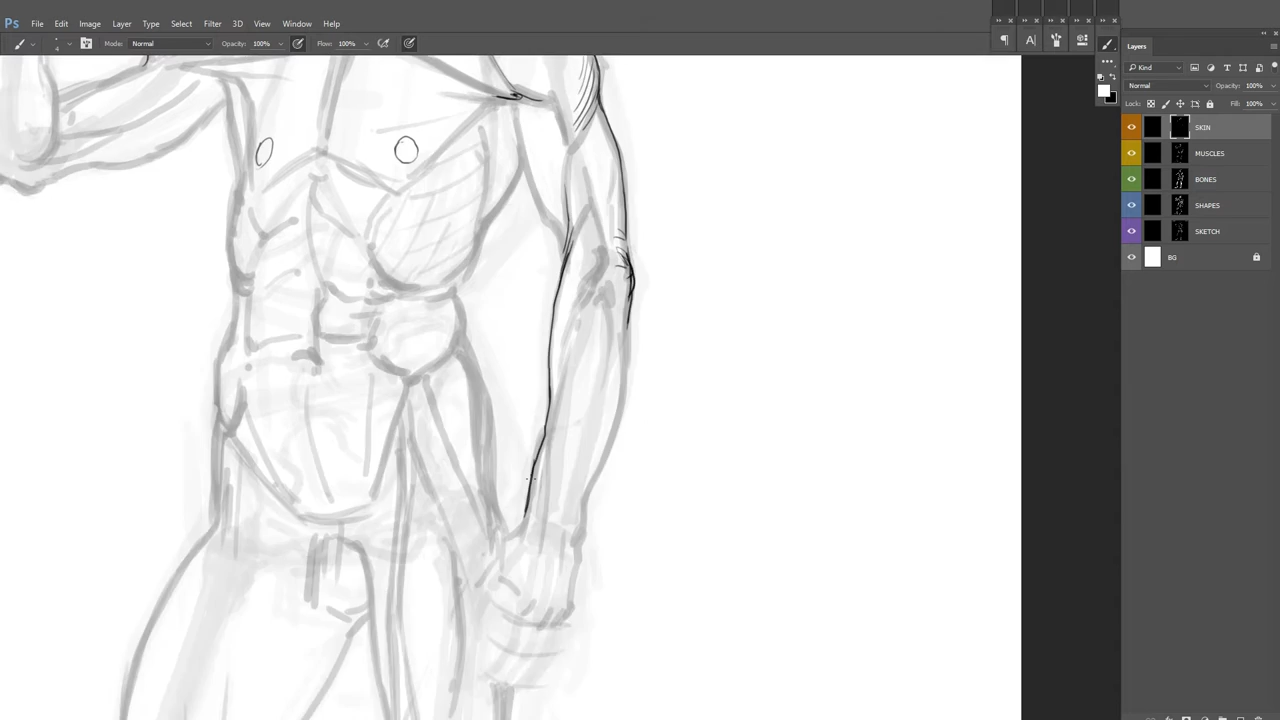 Ps File Edit Image Layer Type Select Filter 3D View Window Help
4 Mode: Normal Opacity: 100% Flow: 100%
Layers
Kind
Normal Opacity: 100%
Lock: Fill: 100%
SKIN
MUSCLES
BONES
SHAPES
SKETCH
BG